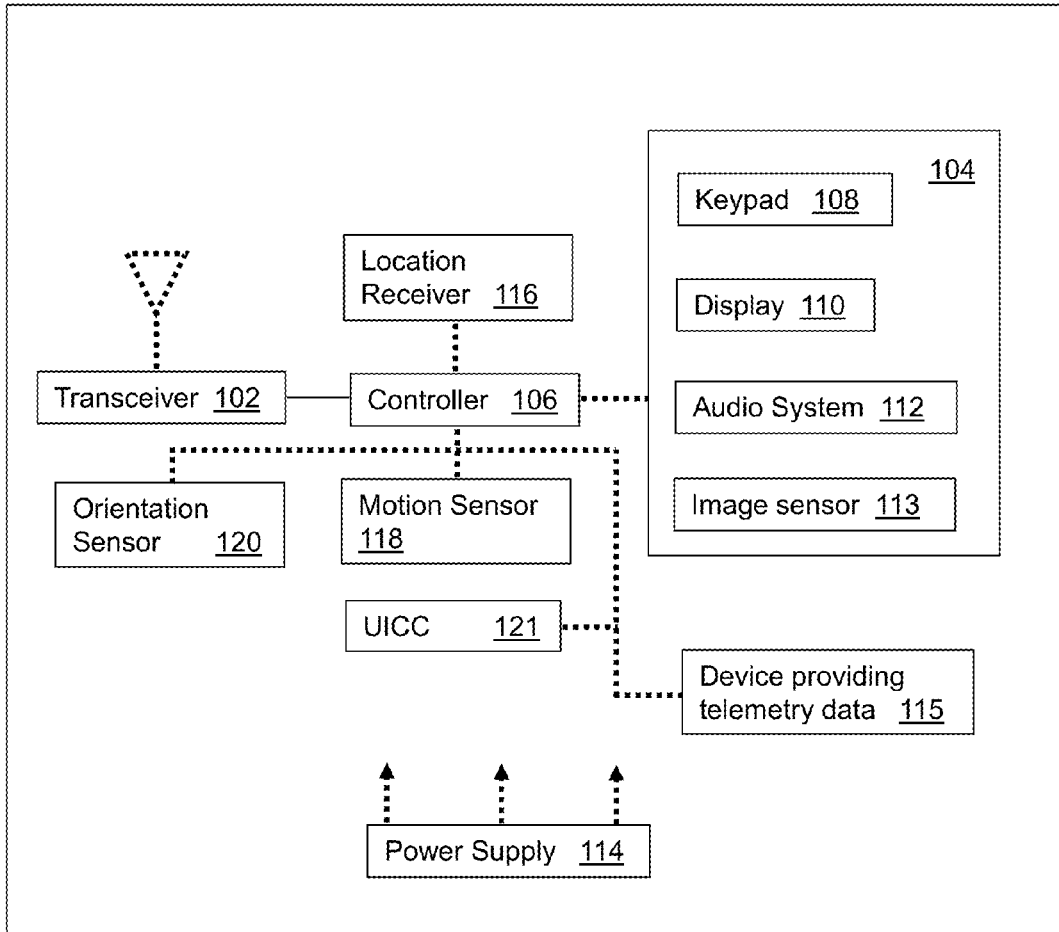 104
Keypad 108
Location
Receiver 116
Display 110
Transceiver 102
Controller 106
Audio System 112
Orientation
Sensor 120
Motion Sensor
118
Image sensor 113
UICC 121
Device providing
telemetry data 115
Power Supply 114